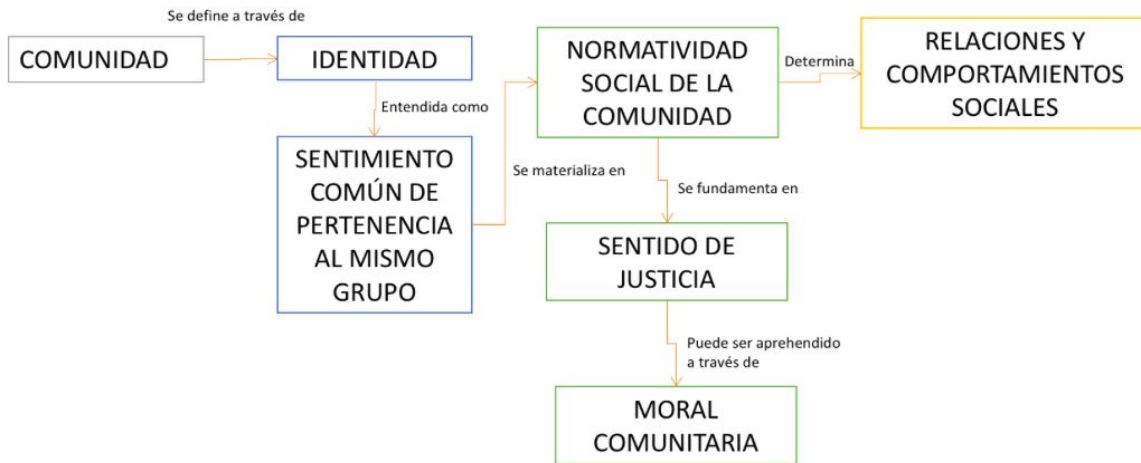 Se define a través de
COMUNIDAD
IDENTIDAD
Entendida como
SENTIMIENTO
COMÚN DE
PERTENENCIA
AL MISMO
GRUPO
Se materializa en
NORMATIVIDAD
SOCIAL DE LA
COMUNIDAD
Determina
RELACIONES Y
COMPORTAMIENTOS
SOCIALES
Se fundamenta en
SENTIDO DE
JUSTICIA
Puede ser aprehendido
a través de
MORAL
COMUNITARIA